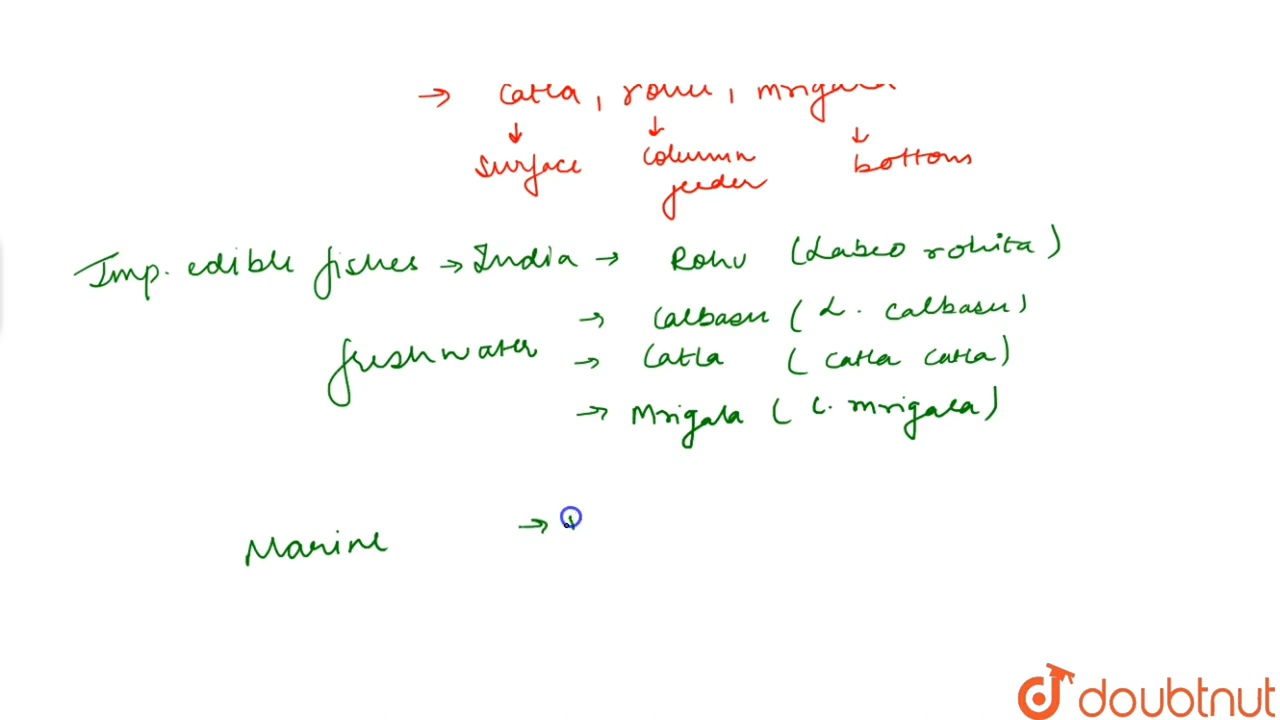 → Catla, rohu, mrigala
↓ ↓ ↓
Surface column feeder bottom
Imp. edible fishes → India → Rohu (Labeo rohita)
freshwater → Calbasu (L. calbasu)
→ Catla (Catla catla)
→ Mrigala (C. mrigala)
Marine →
doubtnut